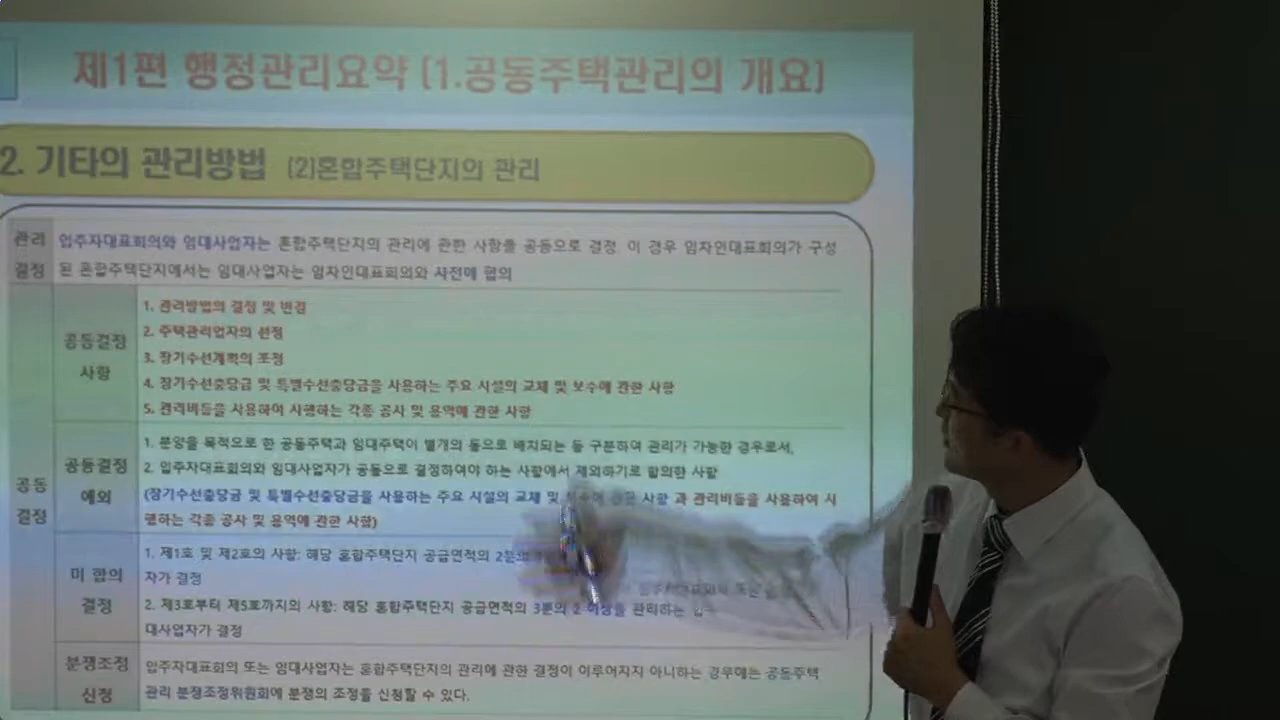 제1편 행정관리요약 [1.공동주택관리의 개요]
2. 기타의 관리방법 (2)혼합주택단지의 관리
관리 결정
입주자대표회의와 임대사업자는 혼합주택단지의 관리에 관한 사항을 공동으로 결정. 이 경우 임차인대표회의가 구성
된 혼합주택단지에서는 임대사업자는 임차인대표회의와 사전에 협의
공동 결정
공동결정 사항
1. 관리방법의 결정 및 변경
2. 주택관리업자의 선정
3. 장기수선계획의 조정
4. 장기수선충당금 및 특별수선충당금을 사용하는 주요 시설의 교체 및 보수에 관한 사항
5. 관리비등을 사용하여 시행하는 각종 공사 및 용역에 관한 사항
공동결정 예외
1. 분양을 목적으로 한 공동주택과 임대주택이 별개의 동으로 배치되는 등 구분하여 관리가 가능한 경우로서,
2. 입주자대표회의와 임대사업자가 공동으로 결정하여야 하는 사항에서 제외하기로 합의한 사항
(장기수선충당금 및 특별수선충당금을 사용하는 주요 시설의 교체 및 사항 과 관리비등을 사용하여 시
행하는 각종 공사 및 용역에 관한 사항)
미 합의 결정
1. 제1호 및 제2호의 사항: 해당 혼합주택단지 공급면적의 2분의
자가 결정
2. 제3호부터 제5호까지의 사항: 해당 혼합주택단지 공급면적의 3분의 2 이상을 관리하는
대사업자가 결정
분쟁조정 신청
입주자대표회의 또는 임대사업자는 혼합주택단지의 관리에 관한 결정이 이루어지지 아니하는 경우에는 공동주택
관리 분쟁조정위원회에 분쟁의 조정을 신청할 수 있다.